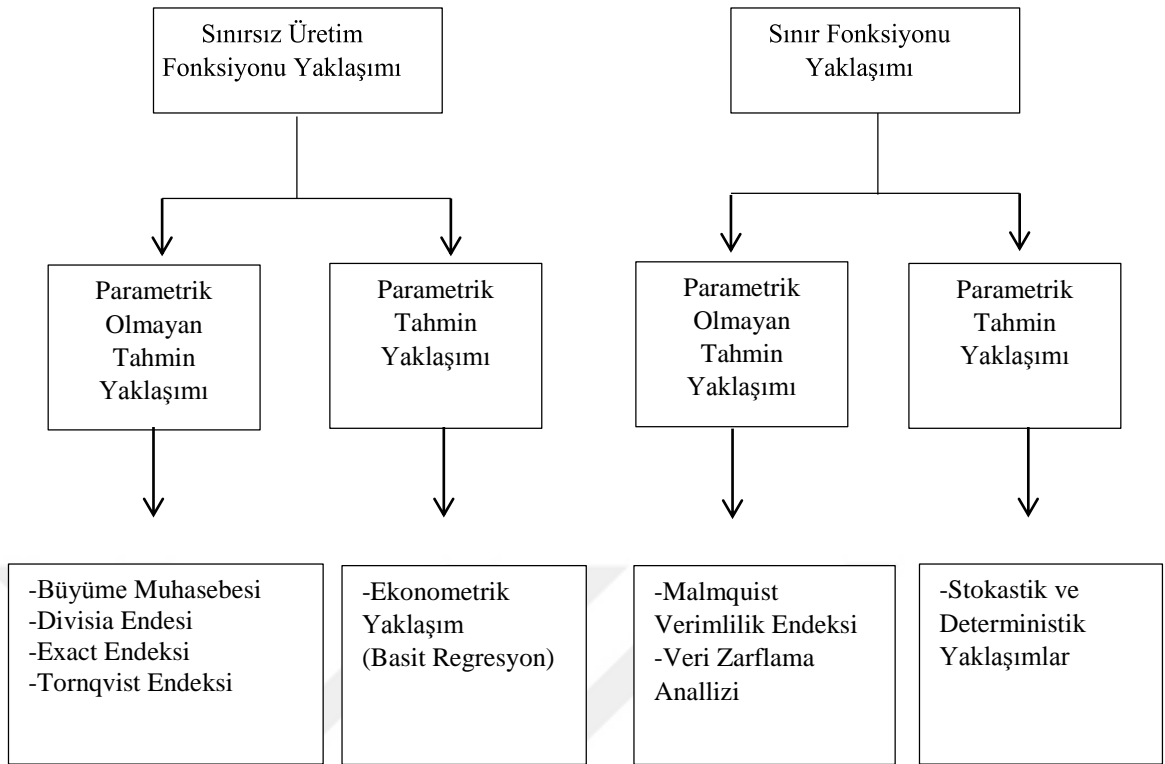 Sınırsız Üretim
Fonksiyonu Yaklaşımı
Sınır Fonksiyonu
Yaklaşımı
Parametrik
Olmayan
Tahmin
Yaklaşımı
Parametrik
Tahmin
Yaklaşımı
Parametrik
Olmayan
Tahmin
Yaklaşımı
Parametrik
Tahmin
Yaklaşımı
-Büyüme Muhasebesi
-Divisia Endesi
-Exact Endeksi
-Tornqvist Endeksi
-Ekonometrik
Yaklaşım
(Basit Regresyon)
-Malmquist
Verimlilik Endeksi
-Veri Zarflama
Anallizi
-Stokastik ve
Deterministik
Yaklaşımlar